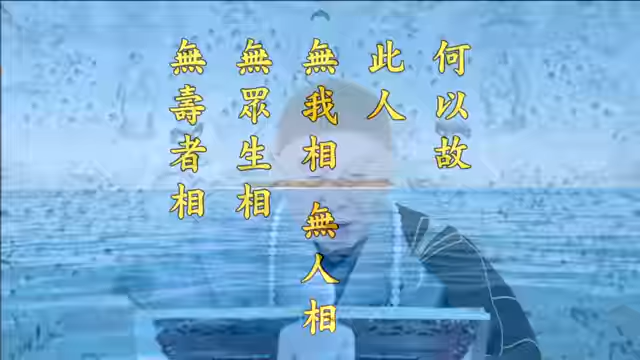 何以故
此人
無我相 無人相
無眾生相
無壽者相